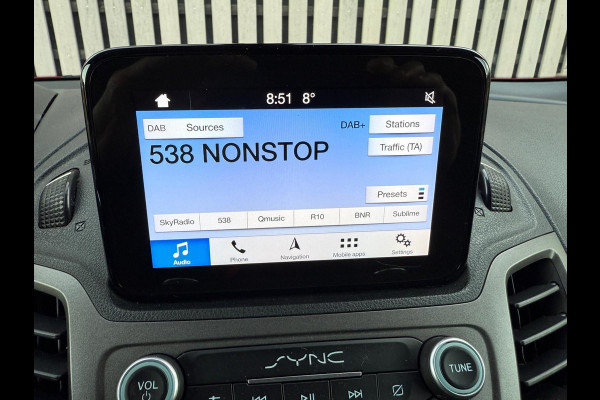 8:51 8°
DAB Sources DAB+ Stations
538 NONSTOP Traffic (TA)
Presets
SkyRadio 538 Qmusic R10 BNR Sublime
Audio Phone Navigation Mobile apps Settings
SYNC
VOL TUNE